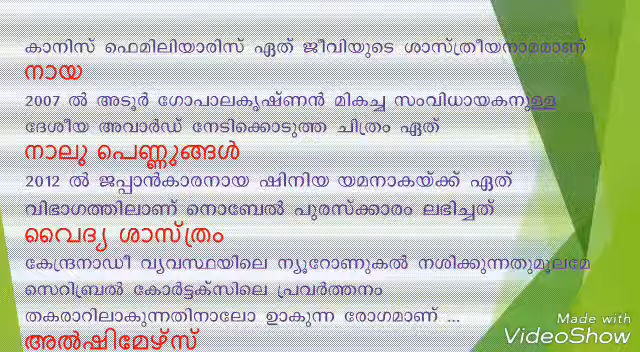 കാനിസ് ഫെമിലിയാരിസ് ഏത് ജീവിയുടെ ശാസ്ത്രീയനാമമാണ്
നായ
2007 ൽ അടൂർ ഗോപാലകൃഷ്ണൻ മികച്ച സംവിധായകനുള്ള
ദേശീയ അവാർഡ് നേടിക്കൊടുത്ത ചിത്രം ഏത്
നാലു പെണ്ണുങ്ങൾ
2012 ൽ ജപ്പാൻകാരനായ ഷിനിയ യമനാകയ്ക്ക് ഏത്
വിഭാഗത്തിലാണ് നൊബേൽ പുരസ്ക്കാരം ലഭിച്ചത്
വൈദ്യ ശാസ്ത്രം
കേന്ദ്രനാഡീ വ്യവസ്ഥയിലെ ന്യൂറോണുകൽ നശിക്കുന്നതുമൂലമേ
സെറിബ്രൽ കോർട്ടക്സിലെ പ്രവർത്തനം
തകരാറിലാകുന്നതിനാലോ ഉാകുന്ന രോഗമാണ് ...
അൽഷിമേഴ്സ്
Made with
VideoShow